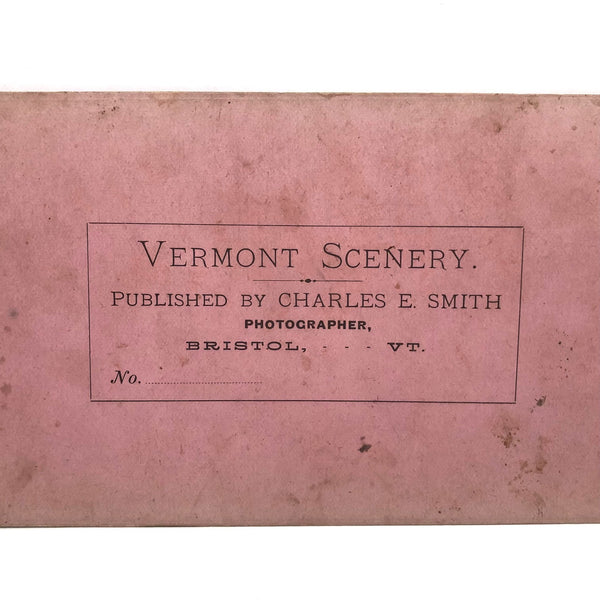 VERMONT SCENERY.
PUBLISHED BY CHARLES E. SMITH
PHOTOGRAPHER,
BRISTOL, - - - VT.
No.